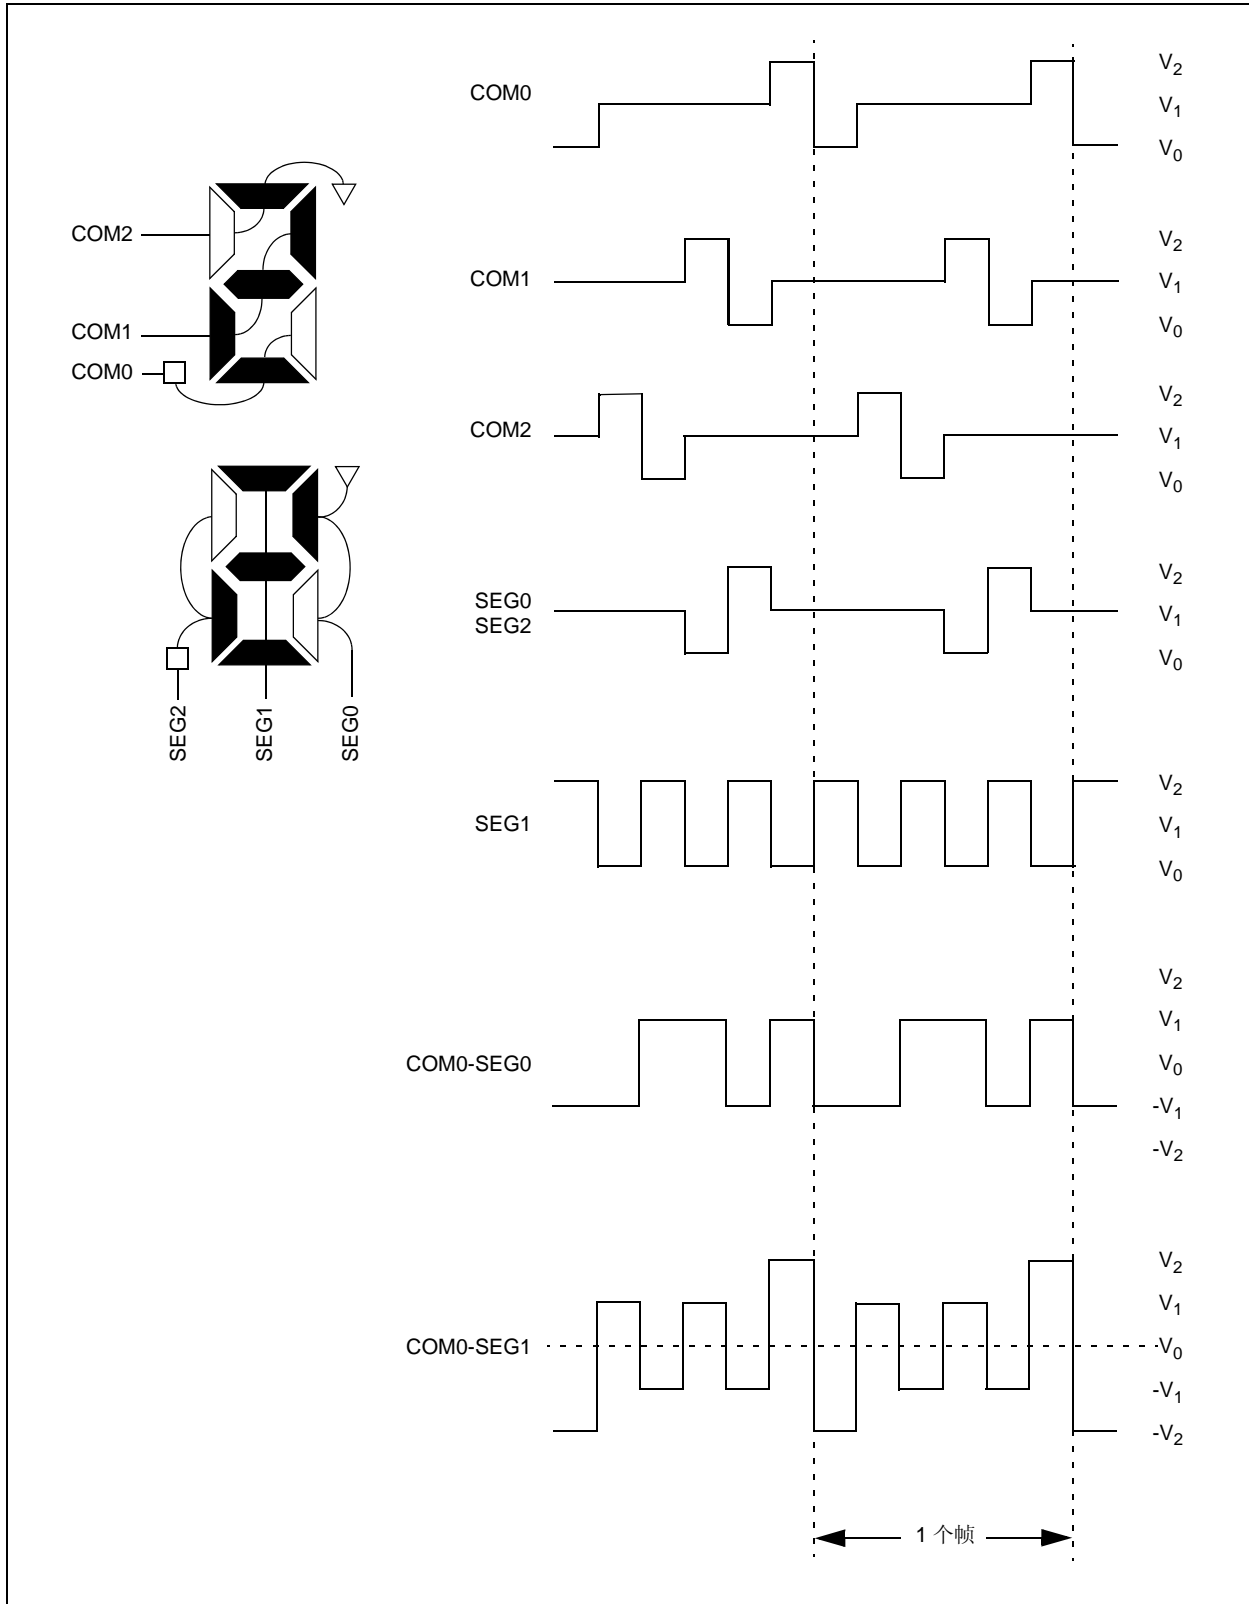 COM0
V2
V1
V0
COM2
COM1
COM0
COM1
V2
V1
V0
COM2
V2
V1
V0
SEG2
SEG1
SEG0
SEG0
SEG2
V2
V1
V0
SEG1
V2
V1
V0
COM0-SEG0
V2
V1
V0
-V1
-V2
COM0-SEG1
V2
V1
V0
-V1
-V2
1 个帧